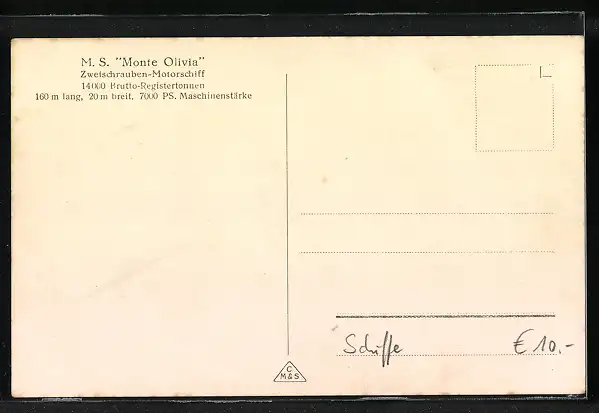 M. S. "Monte Olivia"
Zweischrauben-Motorschiff
14000 Brutto-Registertonnen
160 m lang, 20 m breit, 7000 PS. Maschinenstärke
Schiffe € 10.-
C
M & S